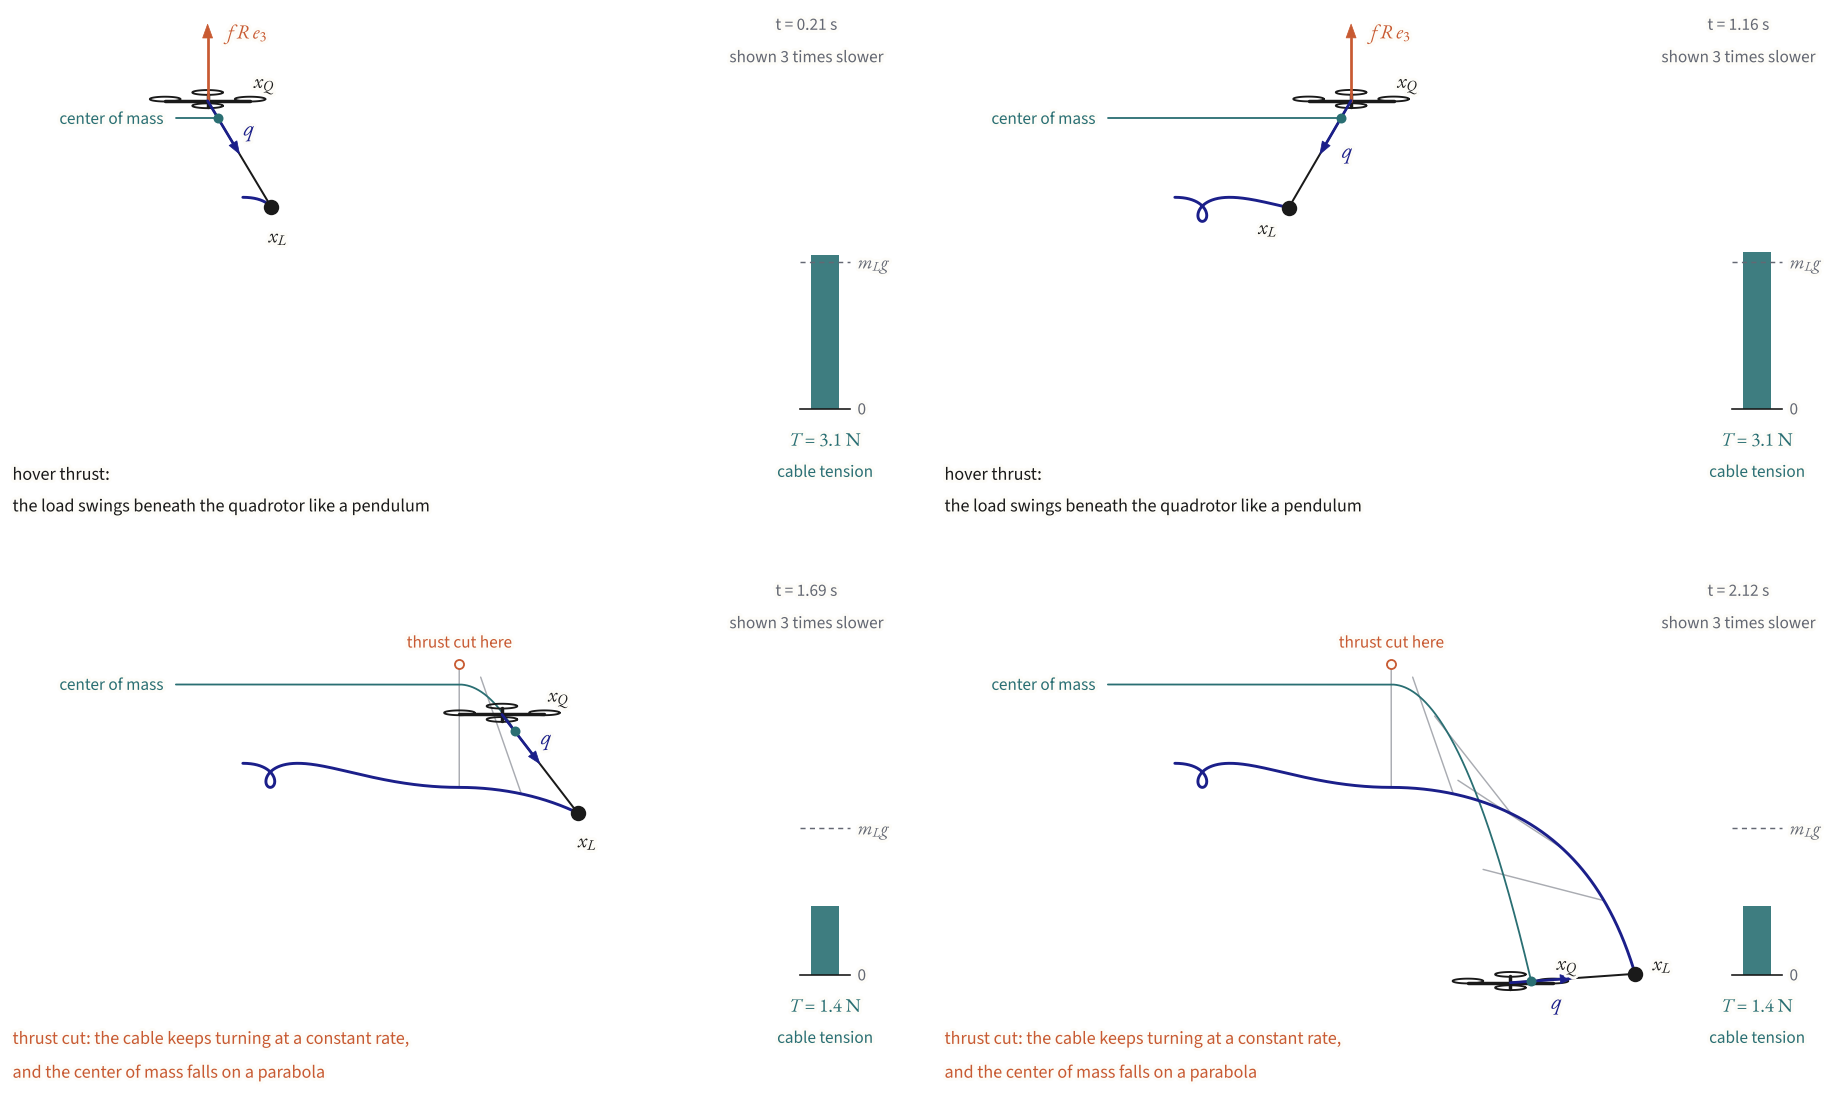 t = 0.21 s
shown 3 times slower
fRe₃
x_Q
center of mass
q
x_L
m_Lg
0
T = 3.1 N
cable tension
hover thrust:
the load swings beneath the quadrotor like a pendulum
t = 1.16 s
shown 3 times slower
fRe₃
x_Q
center of mass
q
x_L
m_Lg
0
T = 3.1 N
cable tension
hover thrust:
the load swings beneath the quadrotor like a pendulum
t = 1.69 s
shown 3 times slower
thrust cut here
center of mass
x_Q
q
x_L
m_Lg
0
T = 1.4 N
cable tension
thrust cut: the cable keeps turning at a constant rate,
and the center of mass falls on a parabola
t = 2.12 s
shown 3 times slower
thrust cut here
center of mass
m_Lg
x_Q
x_L
q
0
T = 1.4 N
cable tension
thrust cut: the cable keeps turning at a constant rate,
and the center of mass falls on a parabola